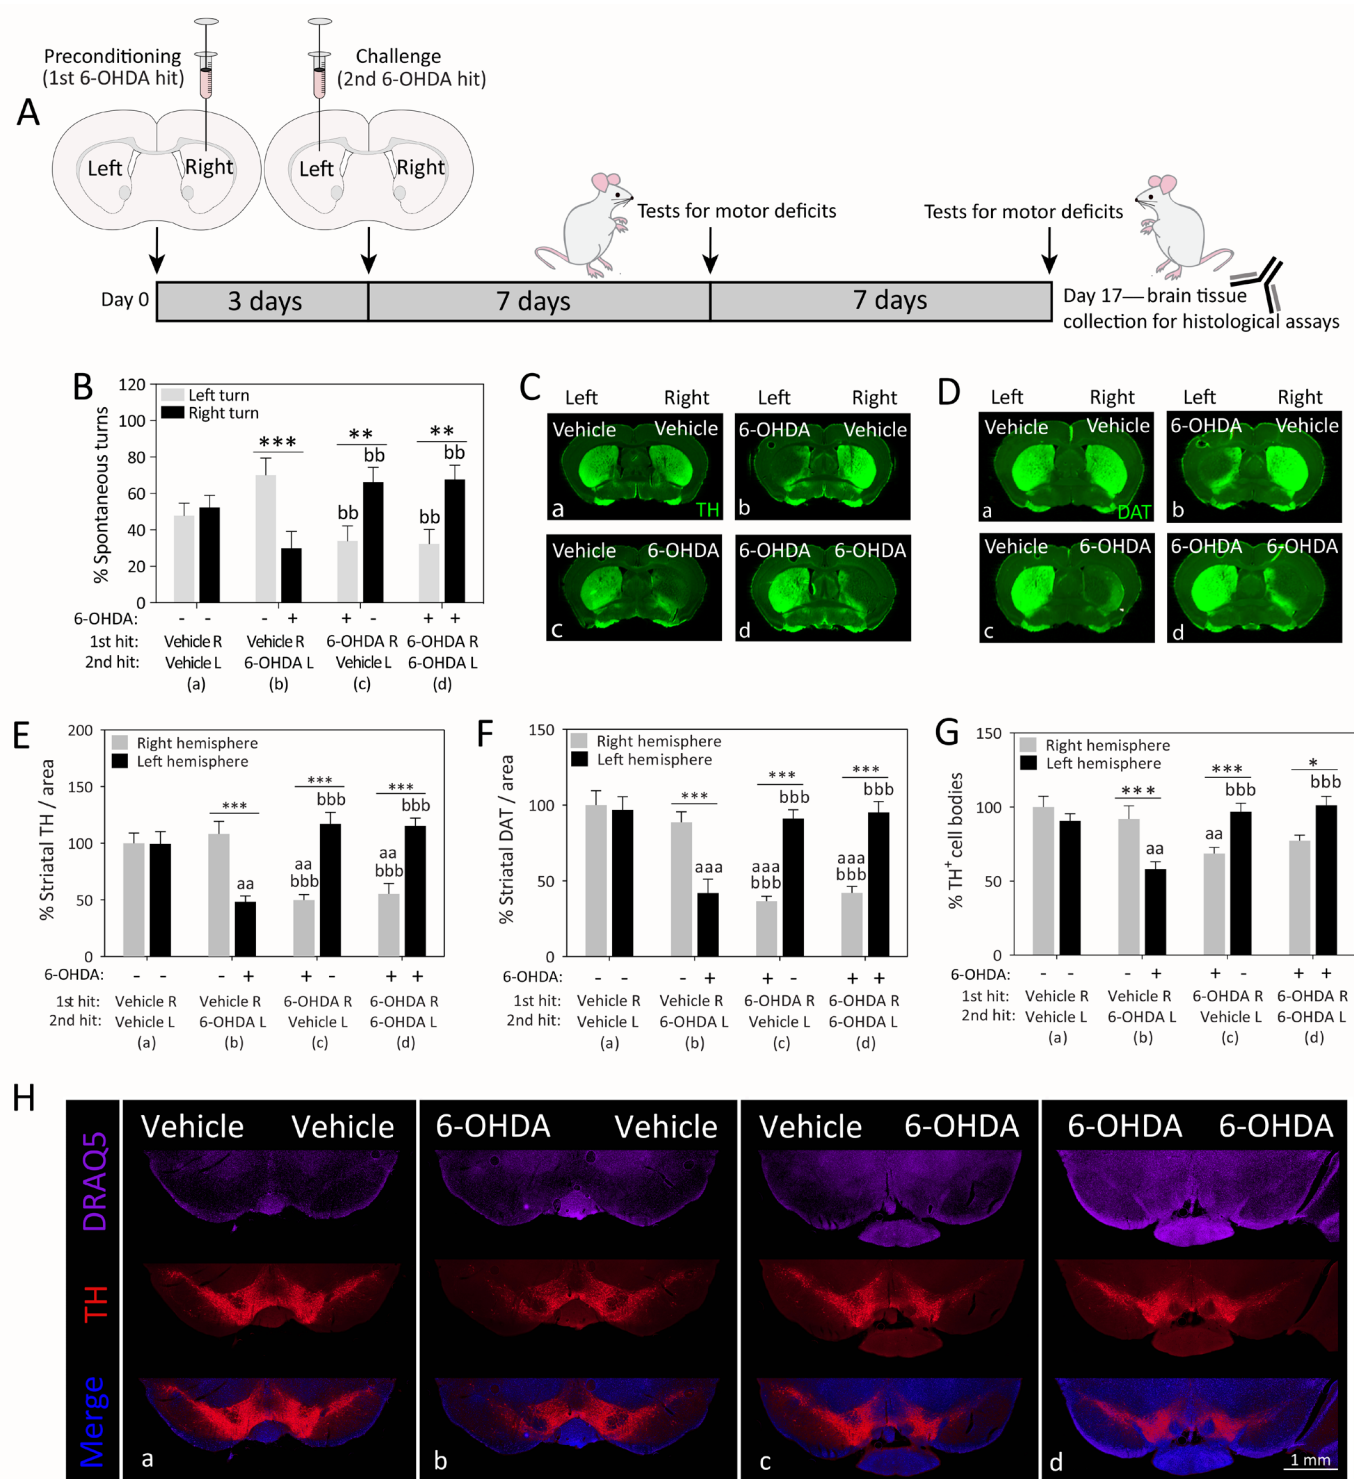 A
Preconditioning
(1st 6-OHDA hit)
Challenge
(2nd 6-OHDA hit)
Left
Right
Left
Right
Tests for motor deficits
Tests for motor deficits
Day 0
3 days
7 days
7 days
Day 17— brain tissue
collection for histological assays
B
% Spontaneous turns
120
100
80
60
40
20
0
Left turn
Right turn
***
**
**
bb
bb
bb
bb
6-OHDA: - - - + + - + +
1st hit: Vehicle R Vehicle R 6-OHDA R 6-OHDA R
2nd hit: Vehicle L 6-OHDA L Vehicle L 6-OHDA L
(a) (b) (c) (d)
C
Left Right Left Right
Vehicle Vehicle 6-OHDA Vehicle
a TH b
Vehicle 6-OHDA 6-OHDA 6-OHDA
c d
D
Left Right Left Right
Vehicle Vehicle 6-OHDA Vehicle
a DAT b
Vehicle 6-OHDA 6-OHDA 6-OHDA
c d
E
% Striatal TH / area
200
150
100
50
0
Right hemisphere
Left hemisphere
*** *** ***
bbb bbb
aa aa aa
bbb bbb
6-OHDA: - - - + + - + +
1st hit: Vehicle R Vehicle R 6-OHDA R 6-OHDA R
2nd hit: Vehicle L 6-OHDA L Vehicle L 6-OHDA L
(a) (b) (c) (d)
F
% Striatal DAT / area
150
100
50
0
Right hemisphere
Left hemisphere
*** *** ***
bbb bbb
aaa aaa aaa
bbb bbb
6-OHDA: - - - + + - + +
1st hit: Vehicle R Vehicle R 6-OHDA R 6-OHDA R
2nd hit: Vehicle L 6-OHDA L Vehicle L 6-OHDA L
(a) (b) (c) (d)
G
% TH+ cell bodies
150
100
50
0
Right hemisphere
Left hemisphere
*** *** *
bbb bbb
aa aa
6-OHDA: - - - + + - + +
1st hit: Vehicle R Vehicle R 6-OHDA R 6-OHDA R
2nd hit: Vehicle L 6-OHDA L Vehicle L 6-OHDA L
(a) (b) (c) (d)
H
Vehicle Vehicle 6-OHDA Vehicle Vehicle 6-OHDA 6-OHDA 6-OHDA
DRAQ5
TH
Merge
a b c d
1 mm